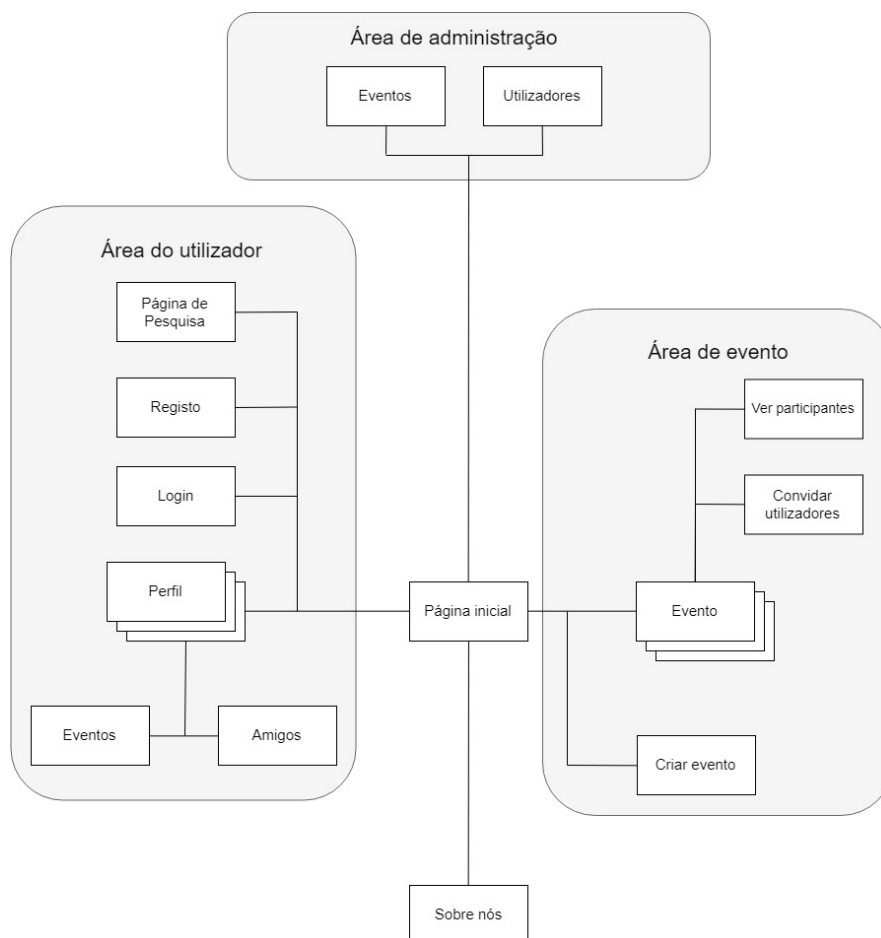 Área de administração
Eventos
Utilizadores
Área do utilizador
Página de
Pesquisa
Registo
Login
Perfil
Eventos
Amigos
Página inicial
Área de evento
Ver participantes
Convidar
utilizadores
Evento
Criar evento
Sobre nós